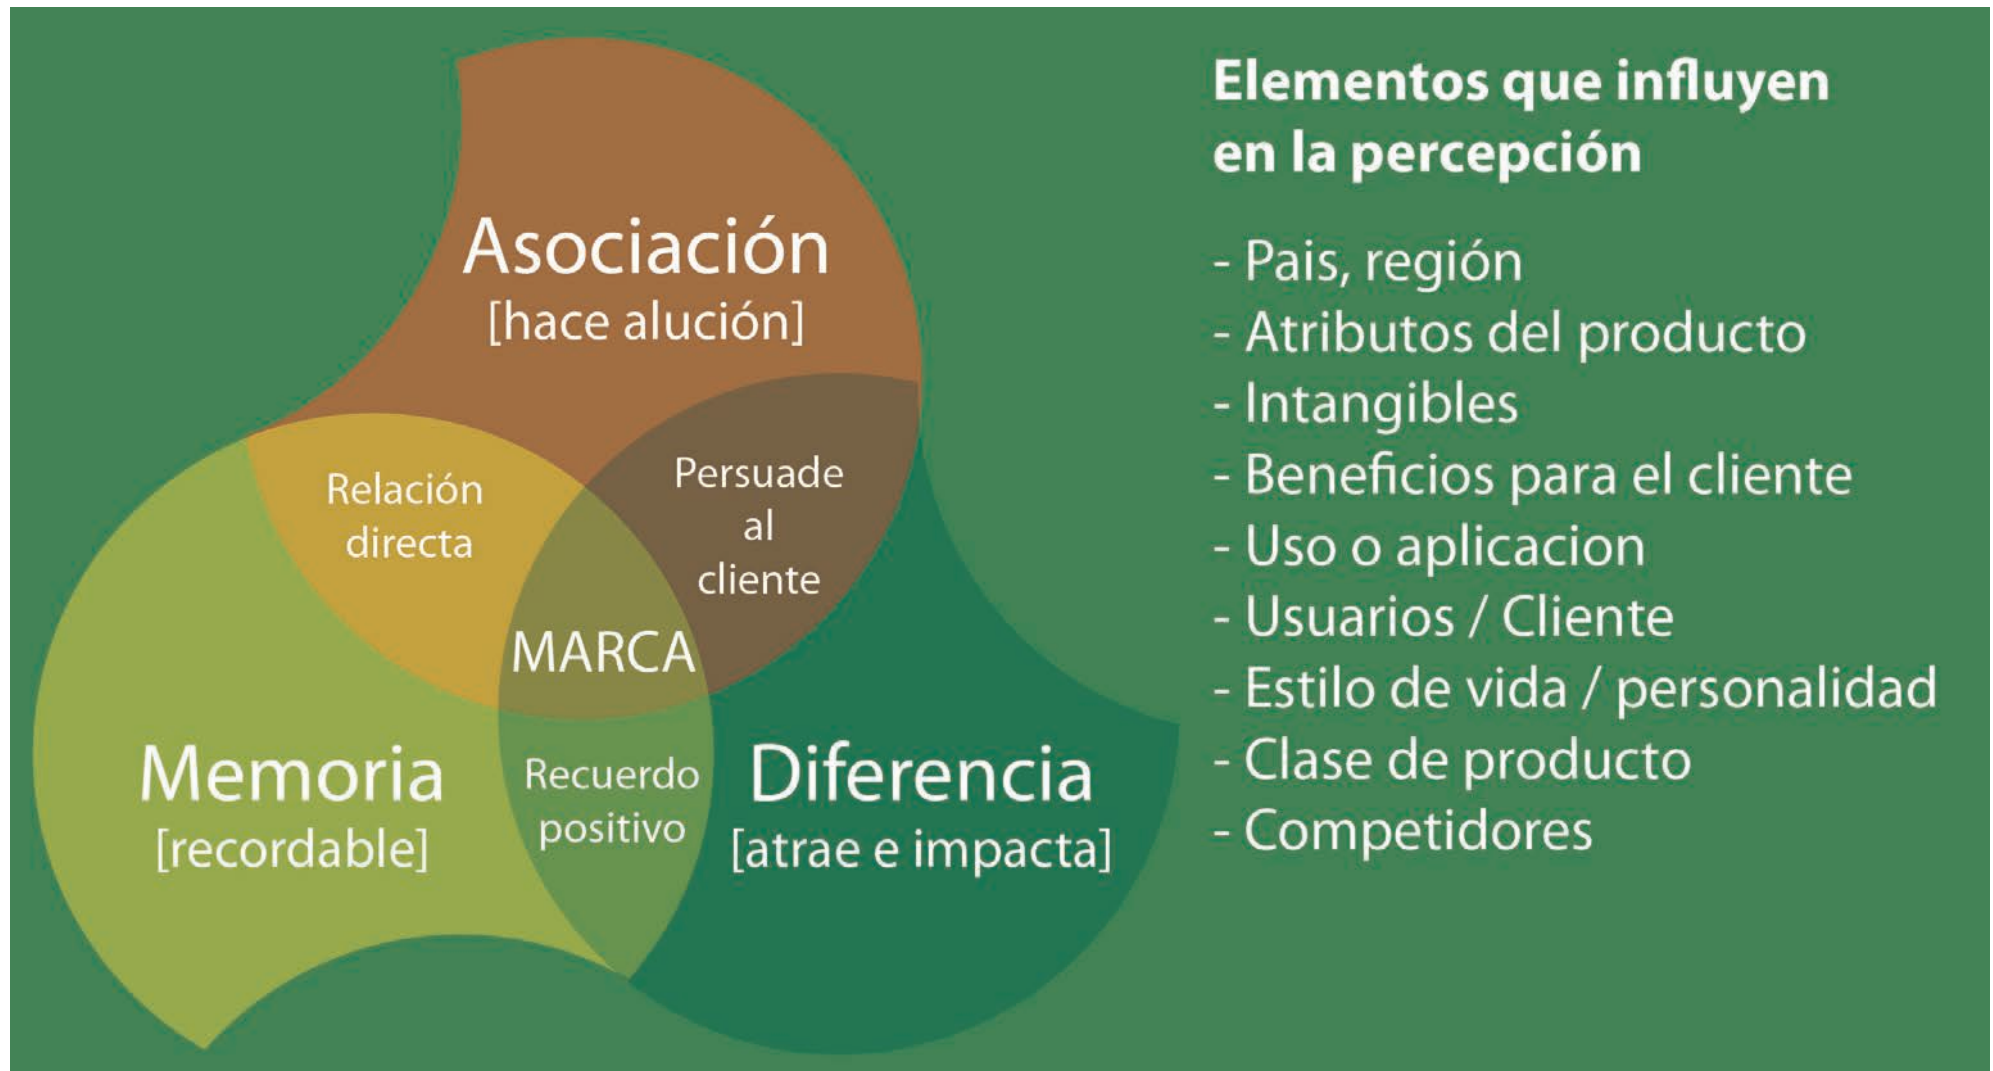 Asociación
[hace alución]
Relación
directa
Persuade
al
cliente
MARCA
Memoria
[recordable]
Recuerdo
positivo
Diferencia
[atrae e impacta]
Elementos que influyen
en la percepción
- Pais, región
- Atributos del producto
- Intangibles
- Beneficios para el cliente
- Uso o aplicacion
- Usuarios / Cliente
- Estilo de vida / personalidad
- Clase de producto
- Competidores